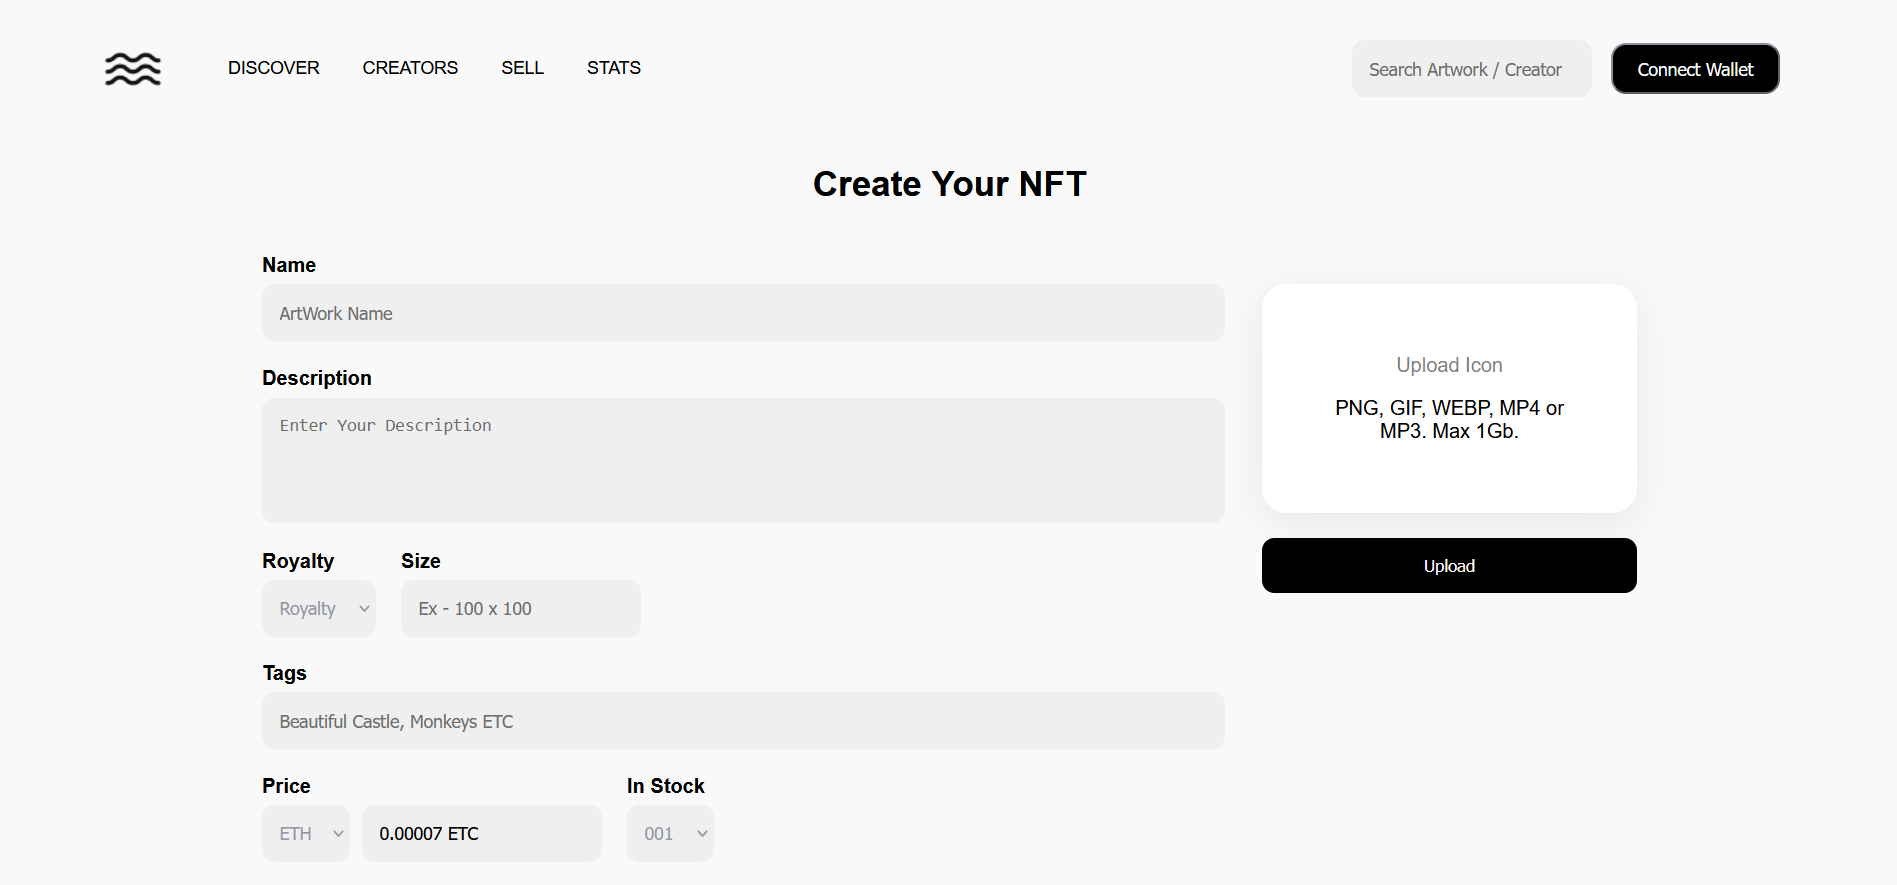 DISCOVER CREATORS SELL STATS Search Artwork / Creator Connect Wallet
Create Your NFT
Name
ArtWork Name
Description
Enter Your Description
Upload Icon
PNG, GIF, WEBP, MP4 or
MP3. Max 1Gb.
Upload
Royalty Size
Royalty Ex - 100 x 100
Tags
Beautiful Castle, Monkeys ETC
Price In Stock
ETH 0.00007 ETC 001